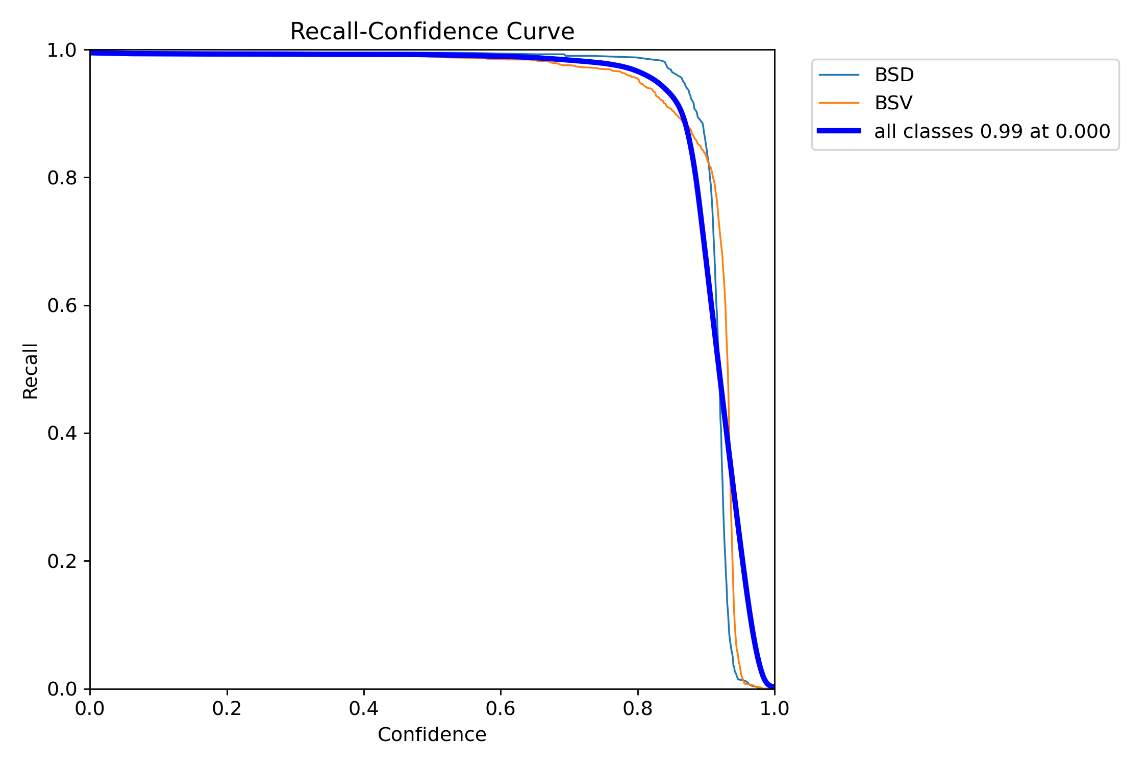 Recall-Confidence Curve
1.0
0.8
0.6
0.4
0.2
0.0
Recall
0.0 0.2 0.4 0.6 0.8 1.0
Confidence
BSD
BSV
all classes 0.99 at 0.000